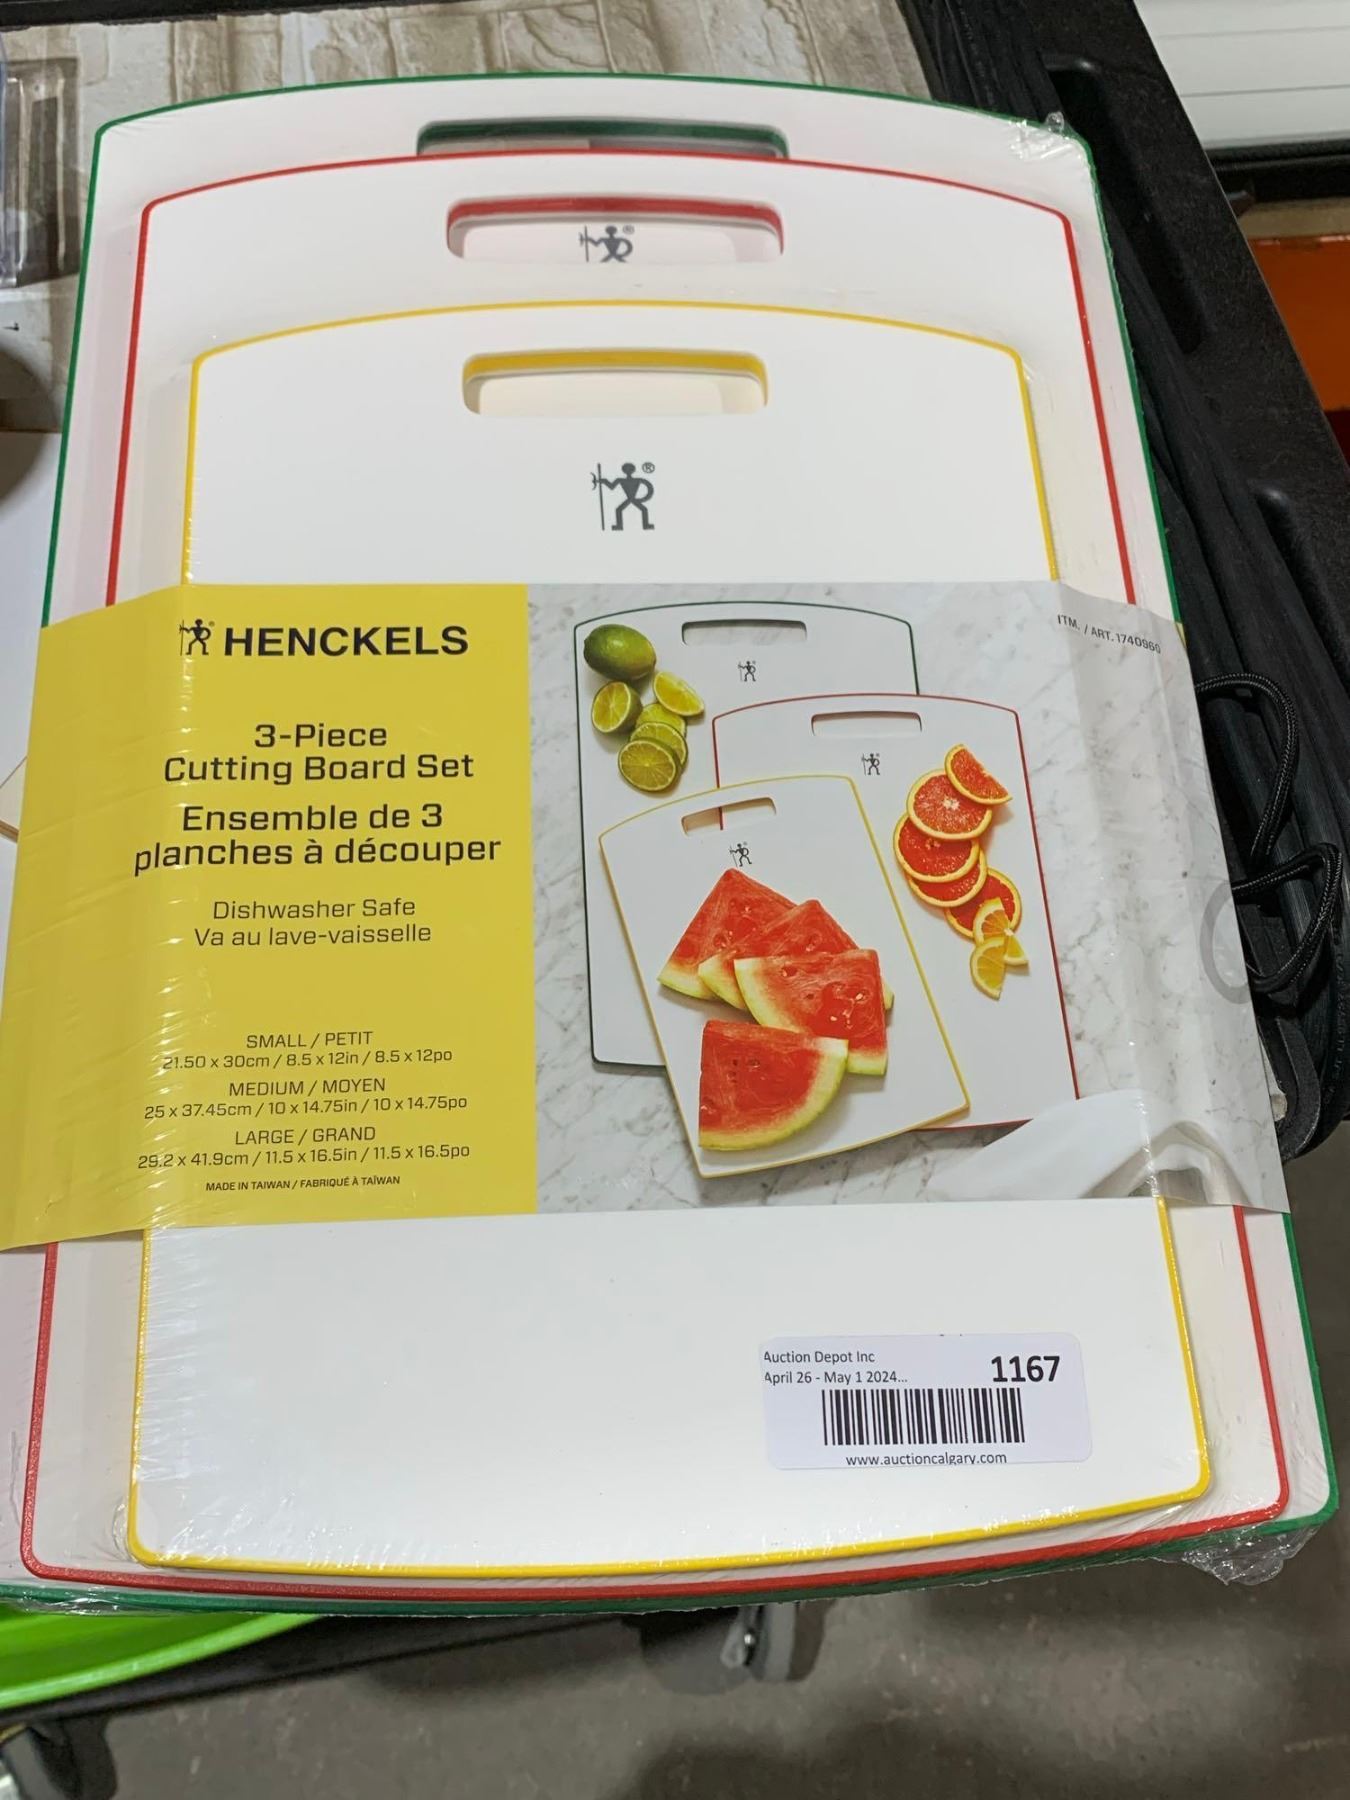 ®
®
HENCKELS
3-Piece
Cutting Board Set
Ensemble de 3
planches à découper
Dishwasher Safe
Va au lave-vaisselle
SMALL / PETIT
21.50 x 30cm / 8.5 x 12in / 8.5 x 12po
MEDIUM / MOYEN
25 x 37.45cm / 10 x 14.75in / 10 x 14.75po
LARGE / GRAND
29.2 x 41.9cm / 11.5 x 16.5in / 11.5 x 16.5po
MADE IN TAIWAN / FABRIQUÉ À TAÏWAN
ITM. / ART. 1740960
Auction Depot Inc
April 26 - May 1 2024...
1167
www.auctioncalgary.com